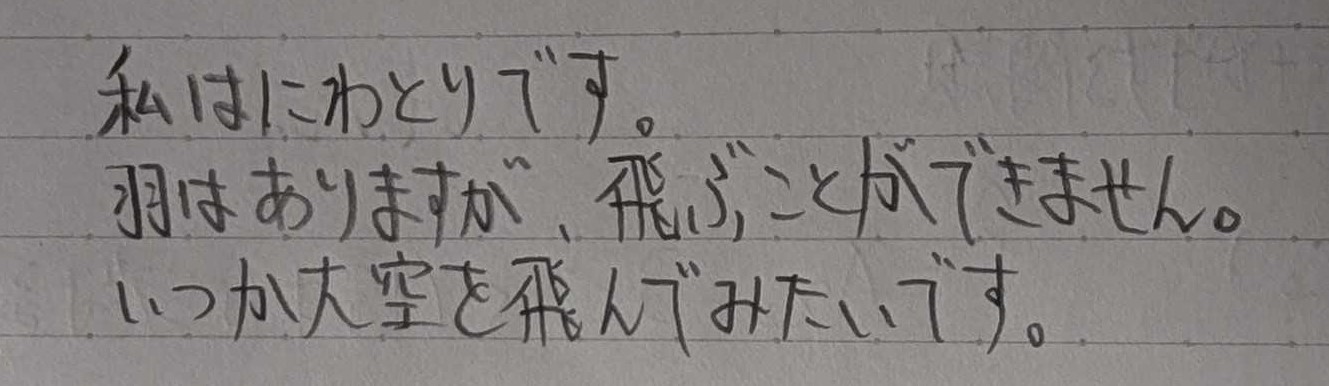 私はにわとりです。
羽はありますが、飛ぶことができません。
いつか大空を飛んでみたいです。